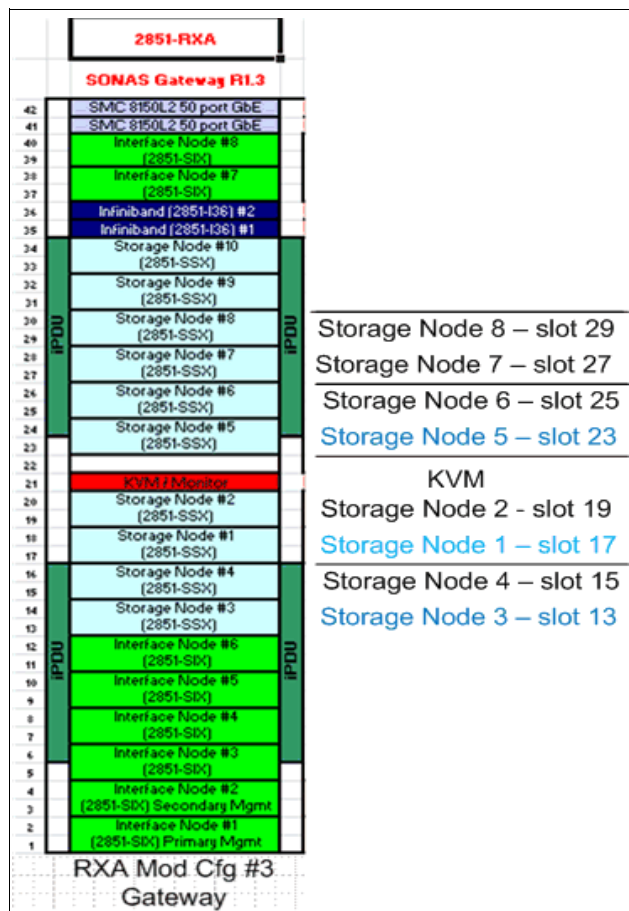 2851-RXA
SONAS Gateway R1.3
42 SMC 8150L2 50 port GbE
41 SMC 8150L2 50 port GbE
40 Interface Node #8
39 (2851-SIX)
38 Interface Node #7
37 (2851-SIX)
36 Infiniband (2851-I36) #2
35 Infiniband (2851-I36) #1
34 Storage Node #10
33 (2851-SSX)
32 Storage Node #9
31 (2851-SSX)
30 Storage Node #8
29 (2851-SSX)
28 Storage Node #7
27 (2851-SSX)
26 Storage Node #6
25 (2851-SSX)
24 Storage Node #5
23 (2851-SSX)
22
21 KVM / Monitor
20 Storage Node #2
19 (2851-SSX)
18 Storage Node #1
17 (2851-SSX)
16 Storage Node #4
15 (2851-SSX)
14 Storage Node #3
13 (2851-SSX)
12 Interface Node #6
11 (2851-SIX)
10 Interface Node #5
9 (2851-SIX)
8 Interface Node #4
7 (2851-SIX)
6 Interface Node #3
5 (2851-SIX)
4 Interface Node #2
3 (2851-SIX) Secondary Mgmt
2 Interface Node #1
1 (2851-SIX) Primary Mgmt
iPDU
iPDU
iPDU
iPDU
RXA Mod Cfg #3
Gateway
Storage Node 8 – slot 29
Storage Node 7 – slot 27
Storage Node 6 – slot 25
Storage Node 5 – slot 23
KVM
Storage Node 2 - slot 19
Storage Node 1 – slot 17
Storage Node 4 – slot 15
Storage Node 3 – slot 13